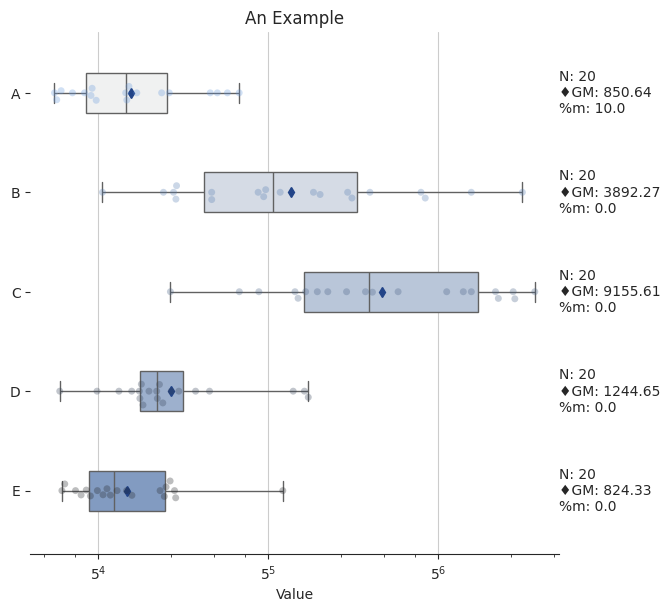 An Example
A
N: 20
♦GM: 850.64
%m: 10.0
B
N: 20
♦GM: 3892.27
%m: 0.0
C
N: 20
♦GM: 9155.61
%m: 0.0
D
N: 20
♦GM: 1244.65
%m: 0.0
E
N: 20
♦GM: 824.33
%m: 0.0
5⁴ 5⁵ 5⁶
Value